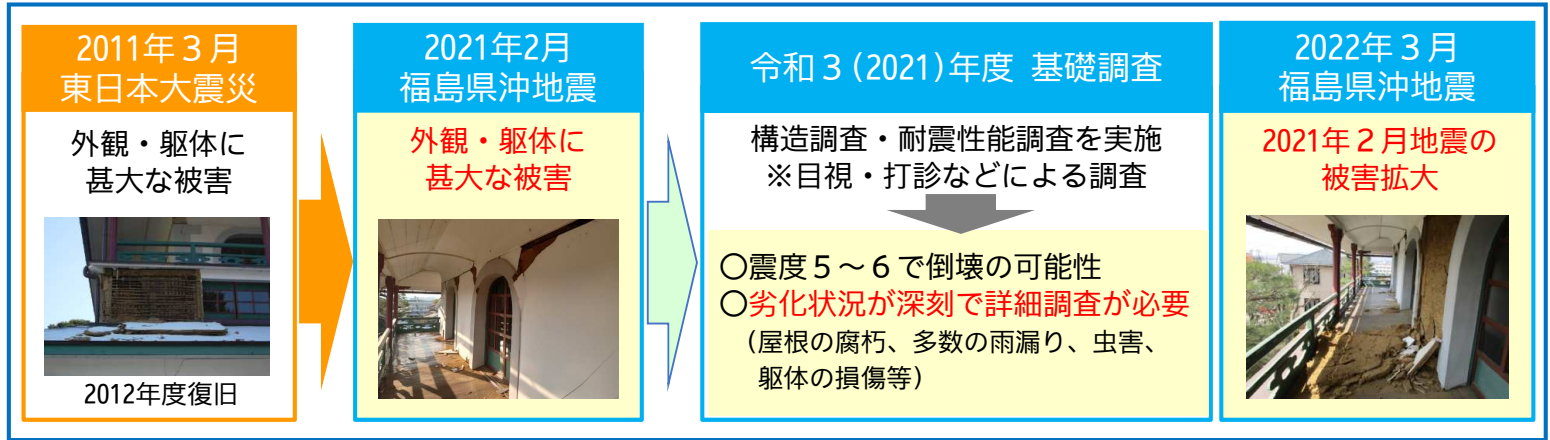 2011年３月
東日本大震災
外観・躯体に
甚大な被害
2012年度復旧
2021年2月
福島県沖地震
外観・躯体に
甚大な被害
令和３(2021)年度 基礎調査
構造調査・耐震性能調査を実施
※目視・打診などによる調査
〇震度５～６で倒壊の可能性
〇劣化状況が深刻で詳細調査が必要
（屋根の腐朽、多数の雨漏り、虫害、
躯体の損傷等）
2022年３月
福島県沖地震
2021年２月地震の
被害拡大